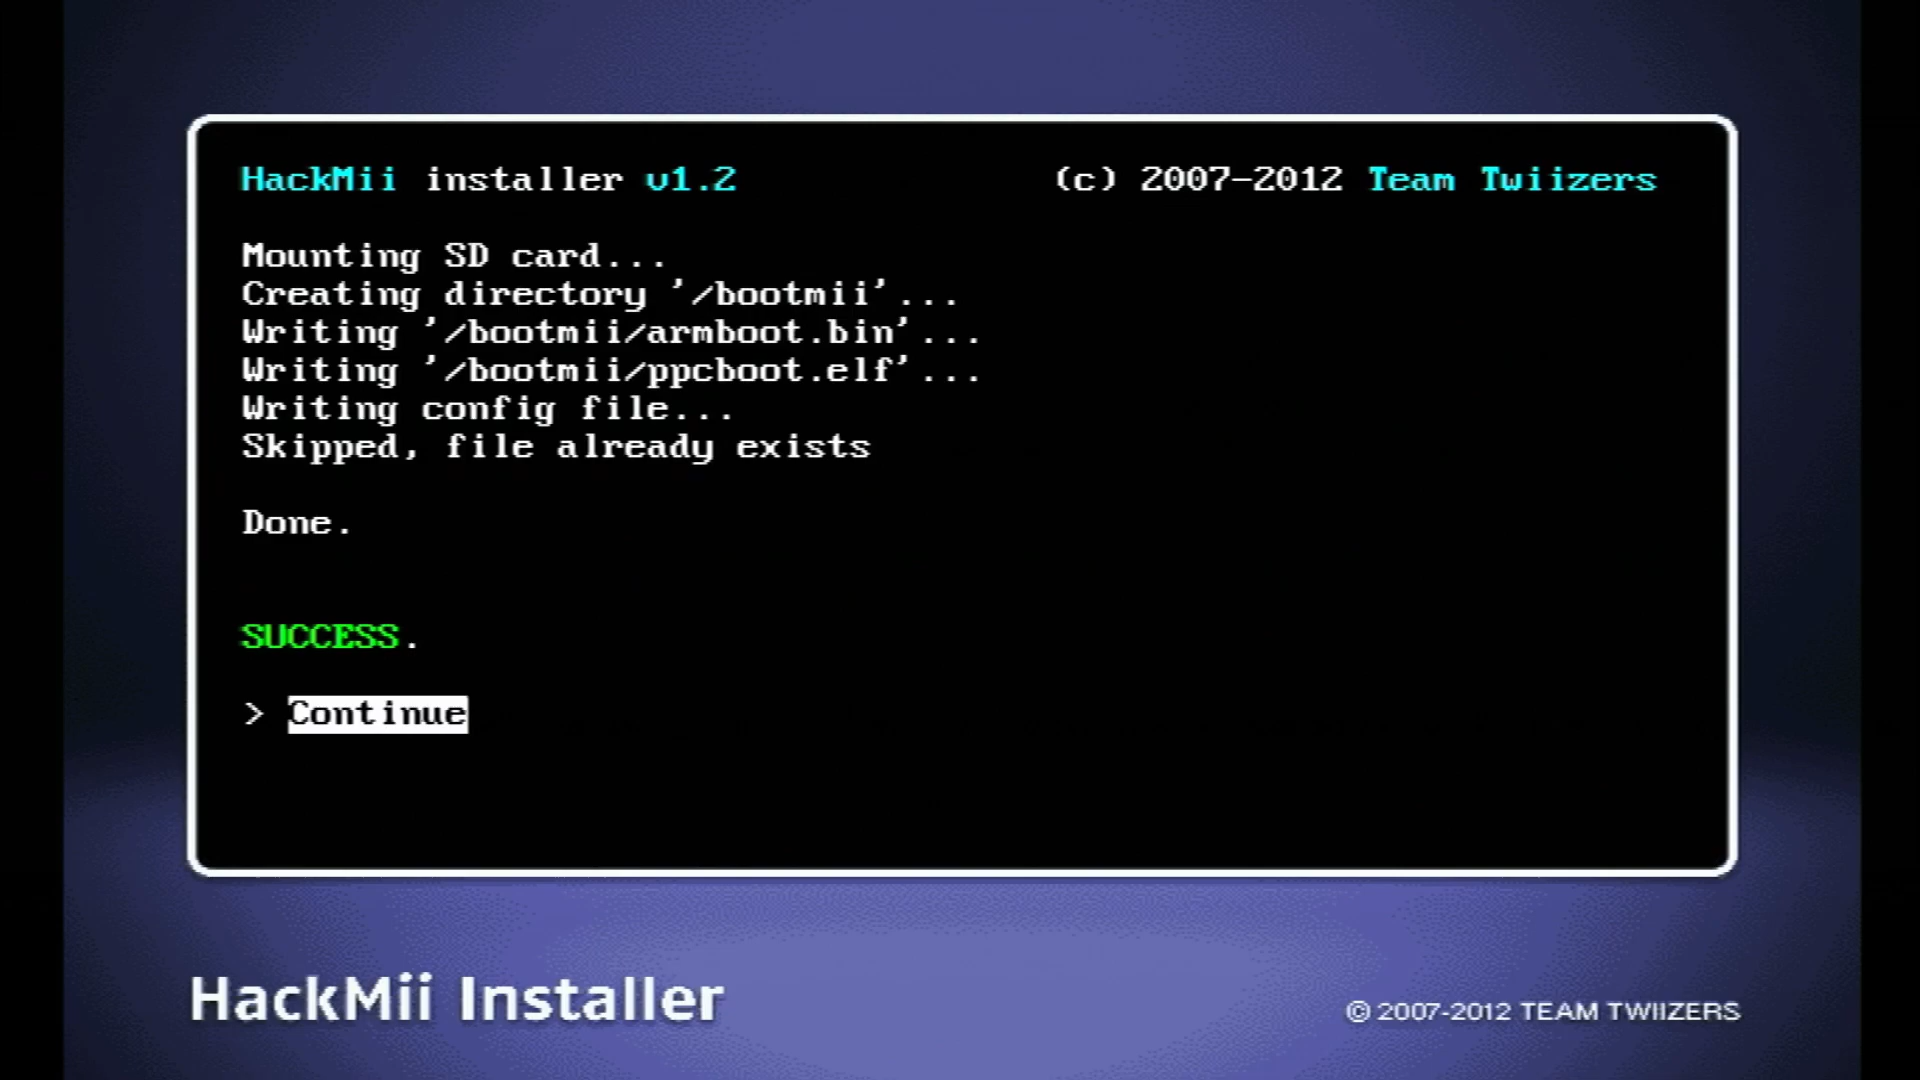 HackMii installer v1.2 (c) 2007-2012 Team Twiizers
Mounting SD card...
Creating directory '/bootmii'...
Writing '/bootmii/armboot.bin'...
Writing '/bootmii/ppcboot.elf'...
Writing config file...
Skipped, file already exists
Done.
SUCCESS.
> Continue
HackMii Installer © 2007-2012 TEAM TWIIZERS